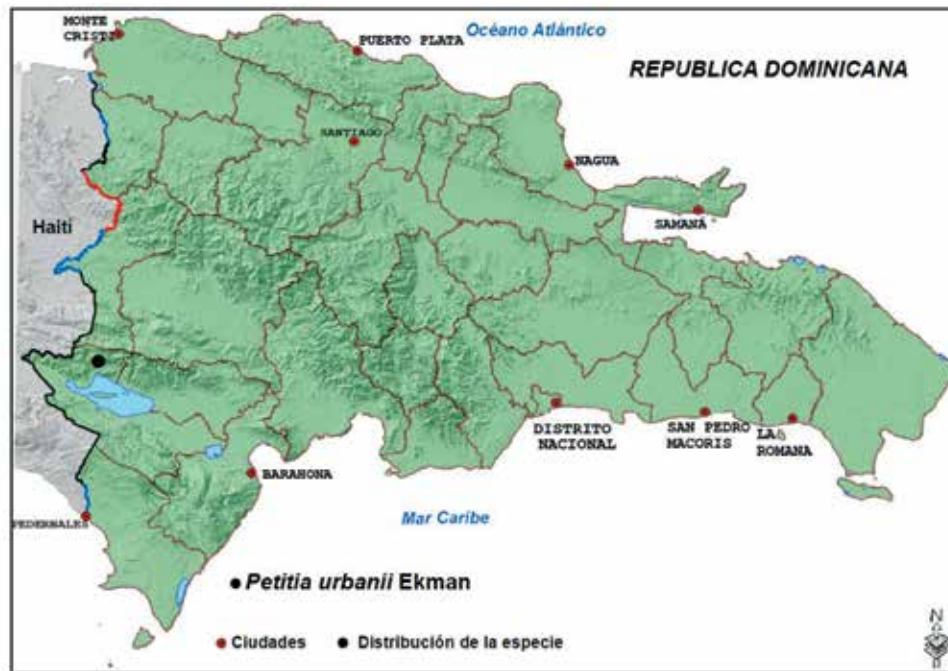 MONTE
CRISTI
Océano Atlántico
PUERTO PLATA
REPUBLICA DOMINICANA
SANTIAGO
NAGUA
SAMANÁ
Haití
DISTRITO
NACIONAL
SAN PEDRO
MACORIS
LA
ROMANA
BARAHONA
PEDERNALES
Mar Caribe
Petitia urbanii Ekman
Ciudades
Distribución de la especie
N